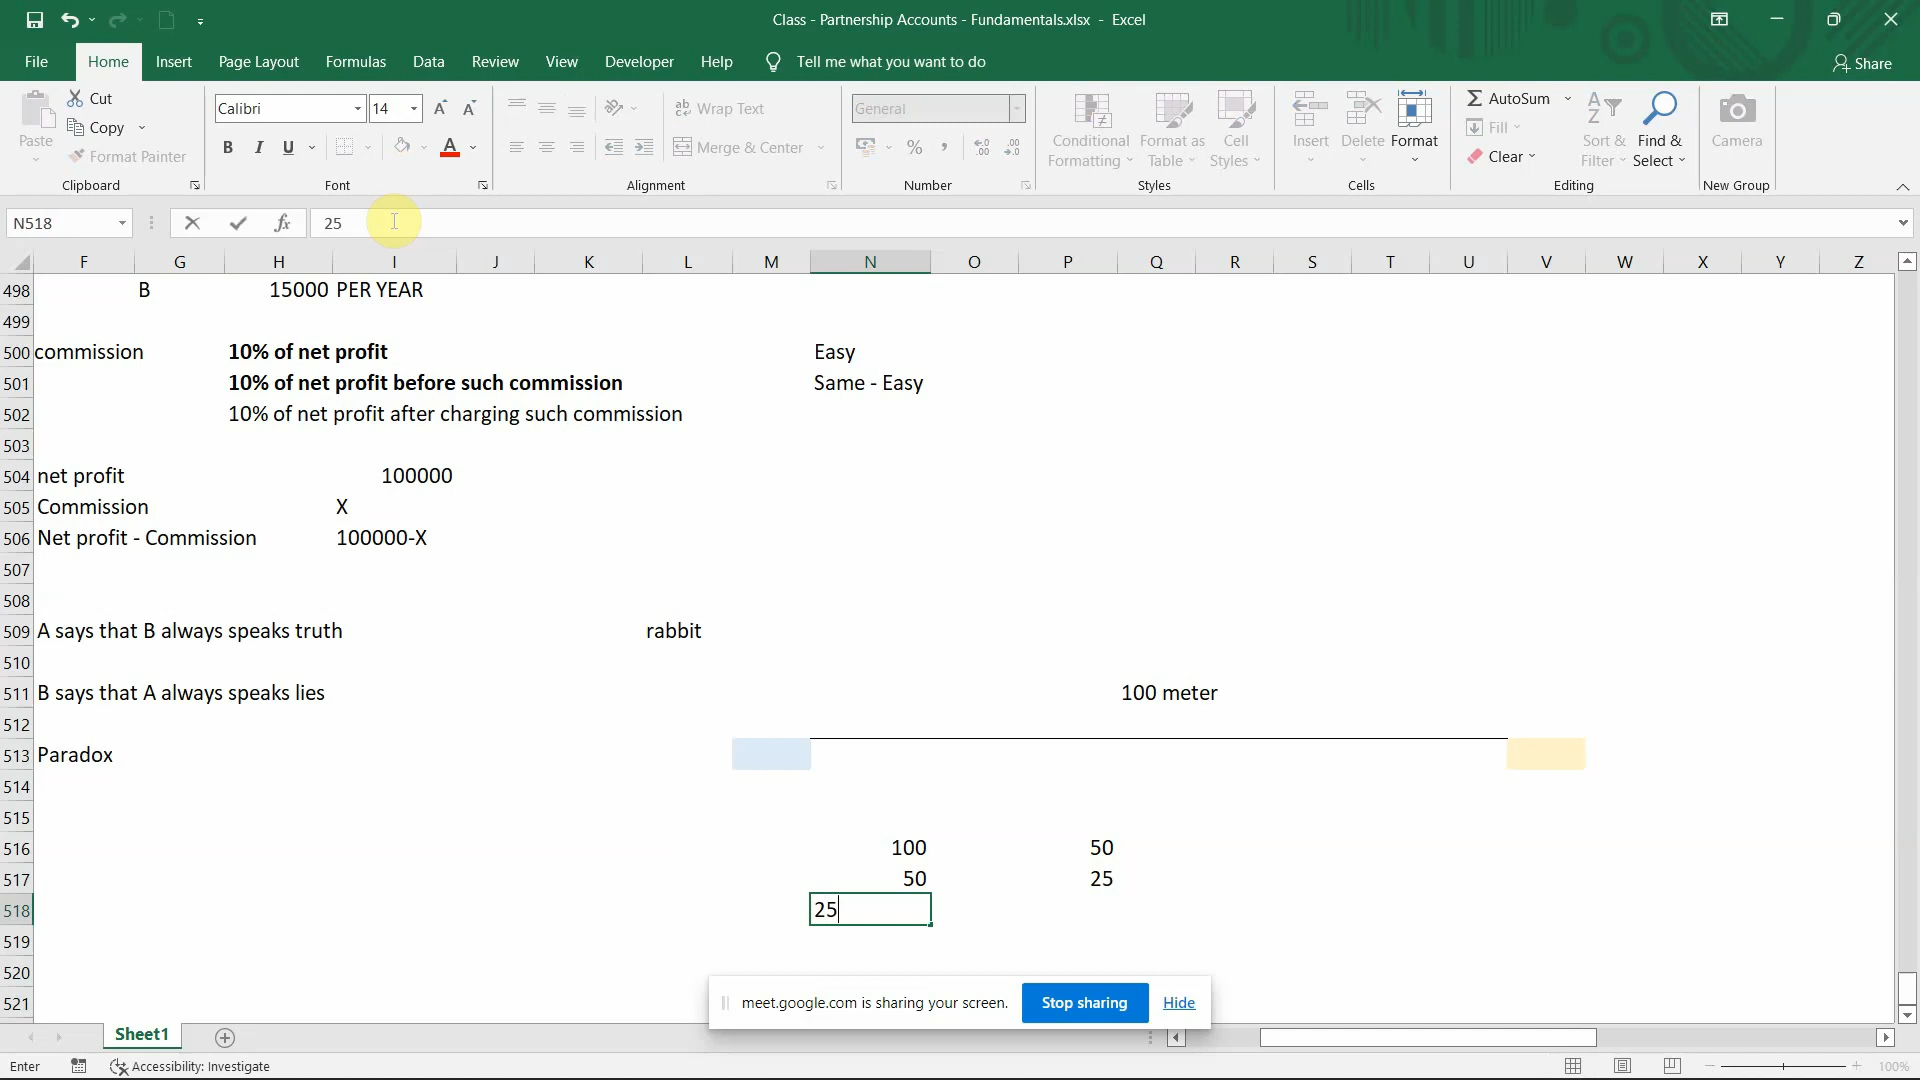 Class - Partnership Accounts - Fundamentals.xlsx - Excel
File Home Insert Page Layout Formulas Data Review View Developer Help Tell me what you want to do Share
Paste
Cut
Copy
Format Painter
Clipboard
Calibri 14
B I U A
Font
Wrap Text
Merge & Center
Alignment
General
% ,
Number
Conditional Formatting
Format as Table
Cell Styles
Styles
Insert
Delete
Format
Cells
AutoSum
Fill
Clear
Sort & Filter
Find & Select
Editing
Camera
New Group
N518 fx 25
F G H I J K L M N O P Q R S T U V W X Y Z
498 B 15000 PER YEAR
499
500 commission 10% of net profit Easy
501 10% of net profit before such commission Same - Easy
502 10% of net profit after charging such commission
503
504 net profit 100000
505 Commission X
506 Net profit - Commission 100000-X
507
508
509 A says that B always speaks truth rabbit
510
511 B says that A always speaks lies 100 meter
512
513 Paradox
514
515
516 100 50
517 50 25
518 25
519
520
521
meet.google.com is sharing your screen. Stop sharing Hide
Sheet1
Enter Accessibility: Investigate 100%